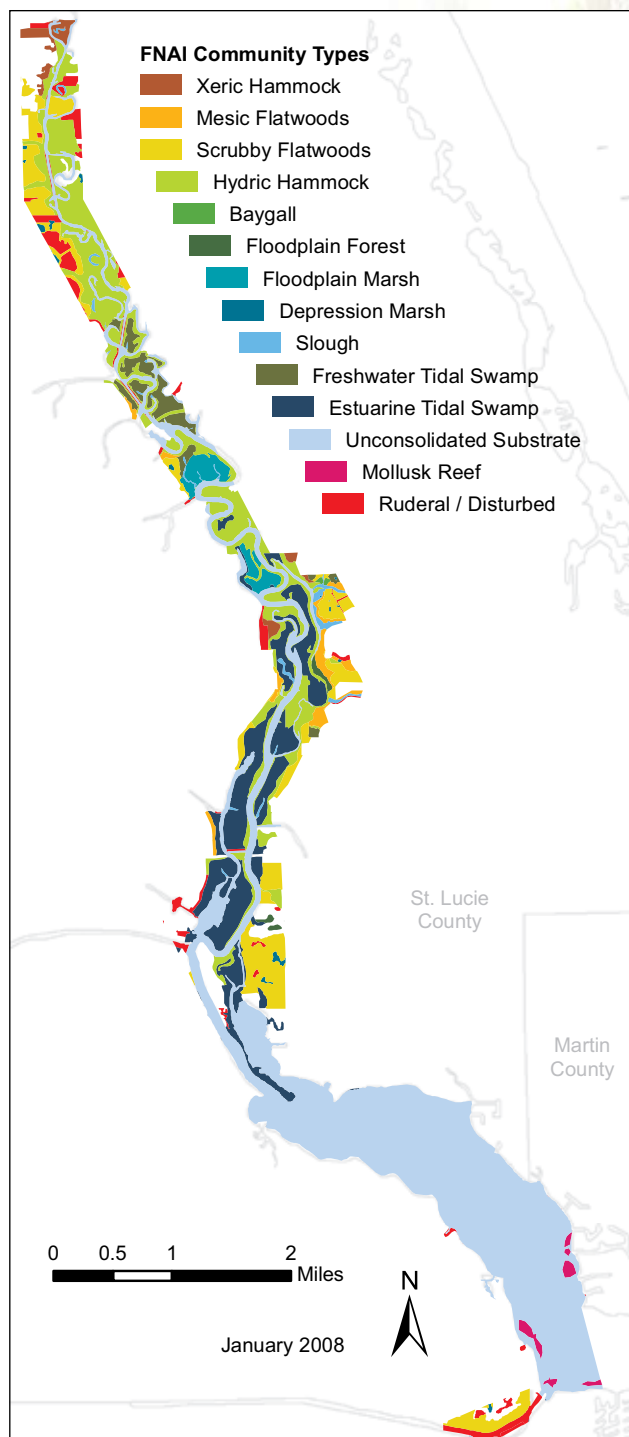 FNAI Community Types
Xeric Hammock
Mesic Flatwoods
Scrubby Flatwoods
Hydric Hammock
Baygall
Floodplain Forest
Floodplain Marsh
Depression Marsh
Slough
Freshwater Tidal Swamp
Estuarine Tidal Swamp
Unconsolidated Substrate
Mollusk Reef
Ruderal / Disturbed
St. Lucie
County
Martin
County
0 0.5 1 2
Miles
N
January 2008